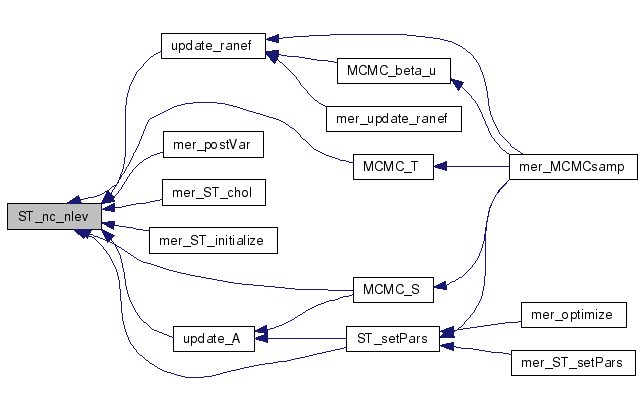 update_ranef
MCMC_beta_u
mer_update_ranef
mer_postVar
MCMC_T
mer_MCMCsamp
mer_ST_chol
ST_nc_nlev
mer_ST_initialize
MCMC_S
mer_optimize
update_A
ST_setPars
mer_ST_setPars